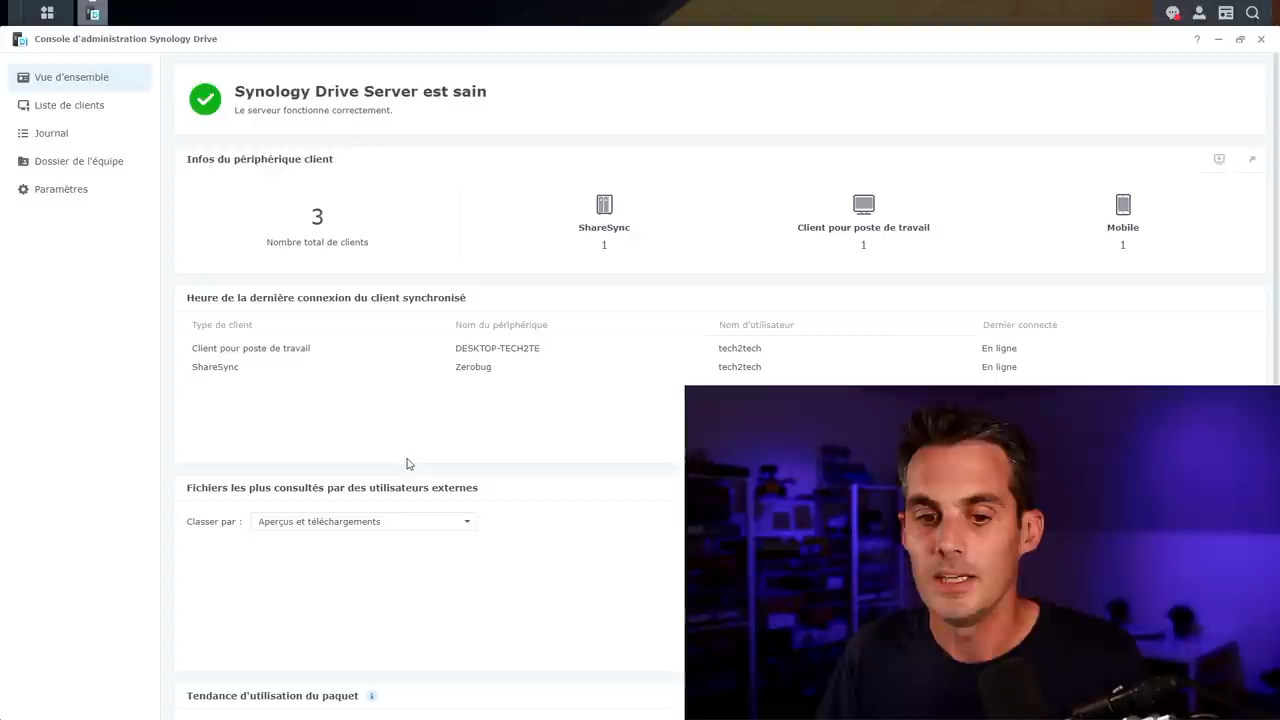 Console d'administration Synology Drive
Vue d'ensemble
Liste de clients
Journal
Dossier de l'équipe
Paramètres
Synology Drive Server est sain
Le serveur fonctionne correctement.
Infos du périphérique client
3
Nombre total de clients
ShareSync
1
Client pour poste de travail
1
Mobile
1
Heure de la dernière connexion du client synchronisé
Type de client Nom du périphérique Nom d'utilisateur Dernier connecté
Client pour poste de travail DESKTOP-TECH2TE tech2tech En ligne
ShareSync Zerobug tech2tech En ligne
Fichiers les plus consultés par des utilisateurs externes
Classer par : Aperçus et téléchargements
Tendance d'utilisation du paquet